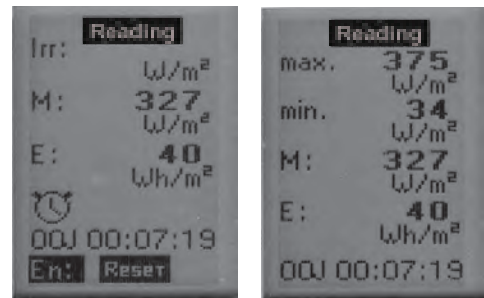 Reading
Irr:
W/m²
M: 327
W/m²
E: 40
Wh/m²
00J 00:07:19
En: Reset
Reading
max. 375
W/m²
min. 34
W/m²
M: 327
W/m²
E: 40
Wh/m²
00J 00:07:19